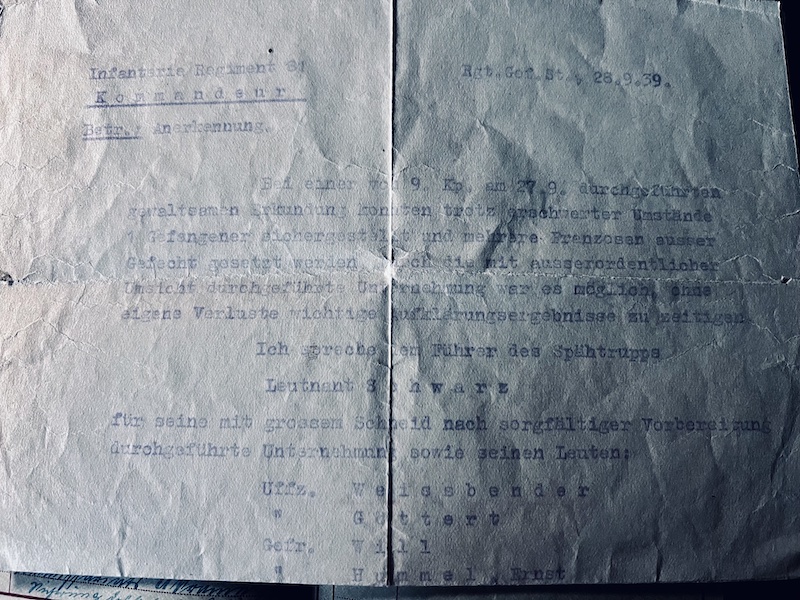 Infanterie Regiment
Rgt.Gef.St., 28.9.39.
Kommandeur
Betr.: Anerkennung.
Bei einer von 9. Kp. am 27.9. durchgeführten
gewaltsamen Erkundung konnten trotz erschwerter Umstände
1 Gefangener sichergestellt und mehrere Franzosen ausser
Gefecht gesetzt werden die mit ausserordentlicher
Umsicht durchgeführte Unternehmung war es möglich, ohne
eigene Verluste wichtige Aufklärungsergebnisse zu zeitigen
Ich spreche dem Führer des Spähtrupps
Leutnant Schwarz
für seine mit grossem Schneid nach sorgfältiger Vorbereitung
durchgeführte Unternehmung sowie seinen Leuten:
Uffz. Weissbender
" Göttert
Gefr. Will
" Hummel, Ernst